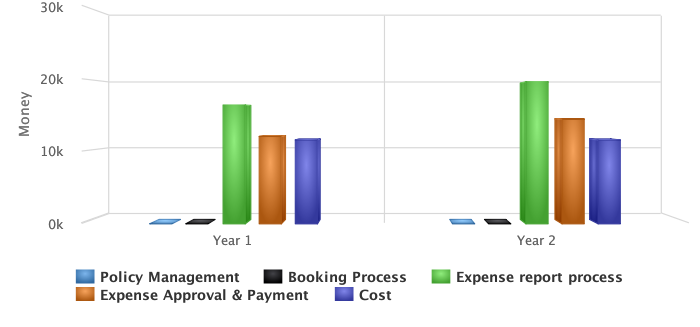 30k
20k
10k
0k
Money
Year 1
Year 2
Policy Management
Booking Process
Expense report process
Expense Approval & Payment
Cost